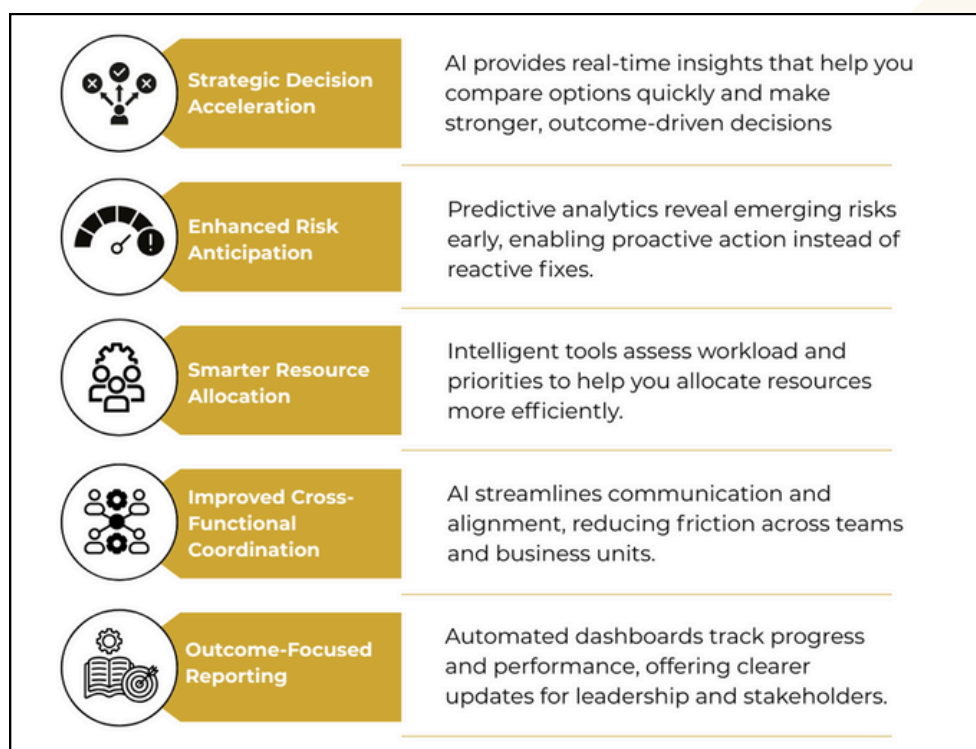 Strategic Decision
Acceleration
AI provides real-time insights that help you
compare options quickly and make
stronger, outcome-driven decisions
Enhanced Risk
Anticipation
Predictive analytics reveal emerging risks
early, enabling proactive action instead of
reactive fixes.
Smarter Resource
Allocation
Intelligent tools assess workload and
priorities to help you allocate resources
more efficiently.
Improved Cross-
Functional
Coordination
AI streamlines communication and
alignment, reducing friction across teams
and business units.
Outcome-Focused
Reporting
Automated dashboards track progress
and performance, offering clearer
updates for leadership and stakeholders.